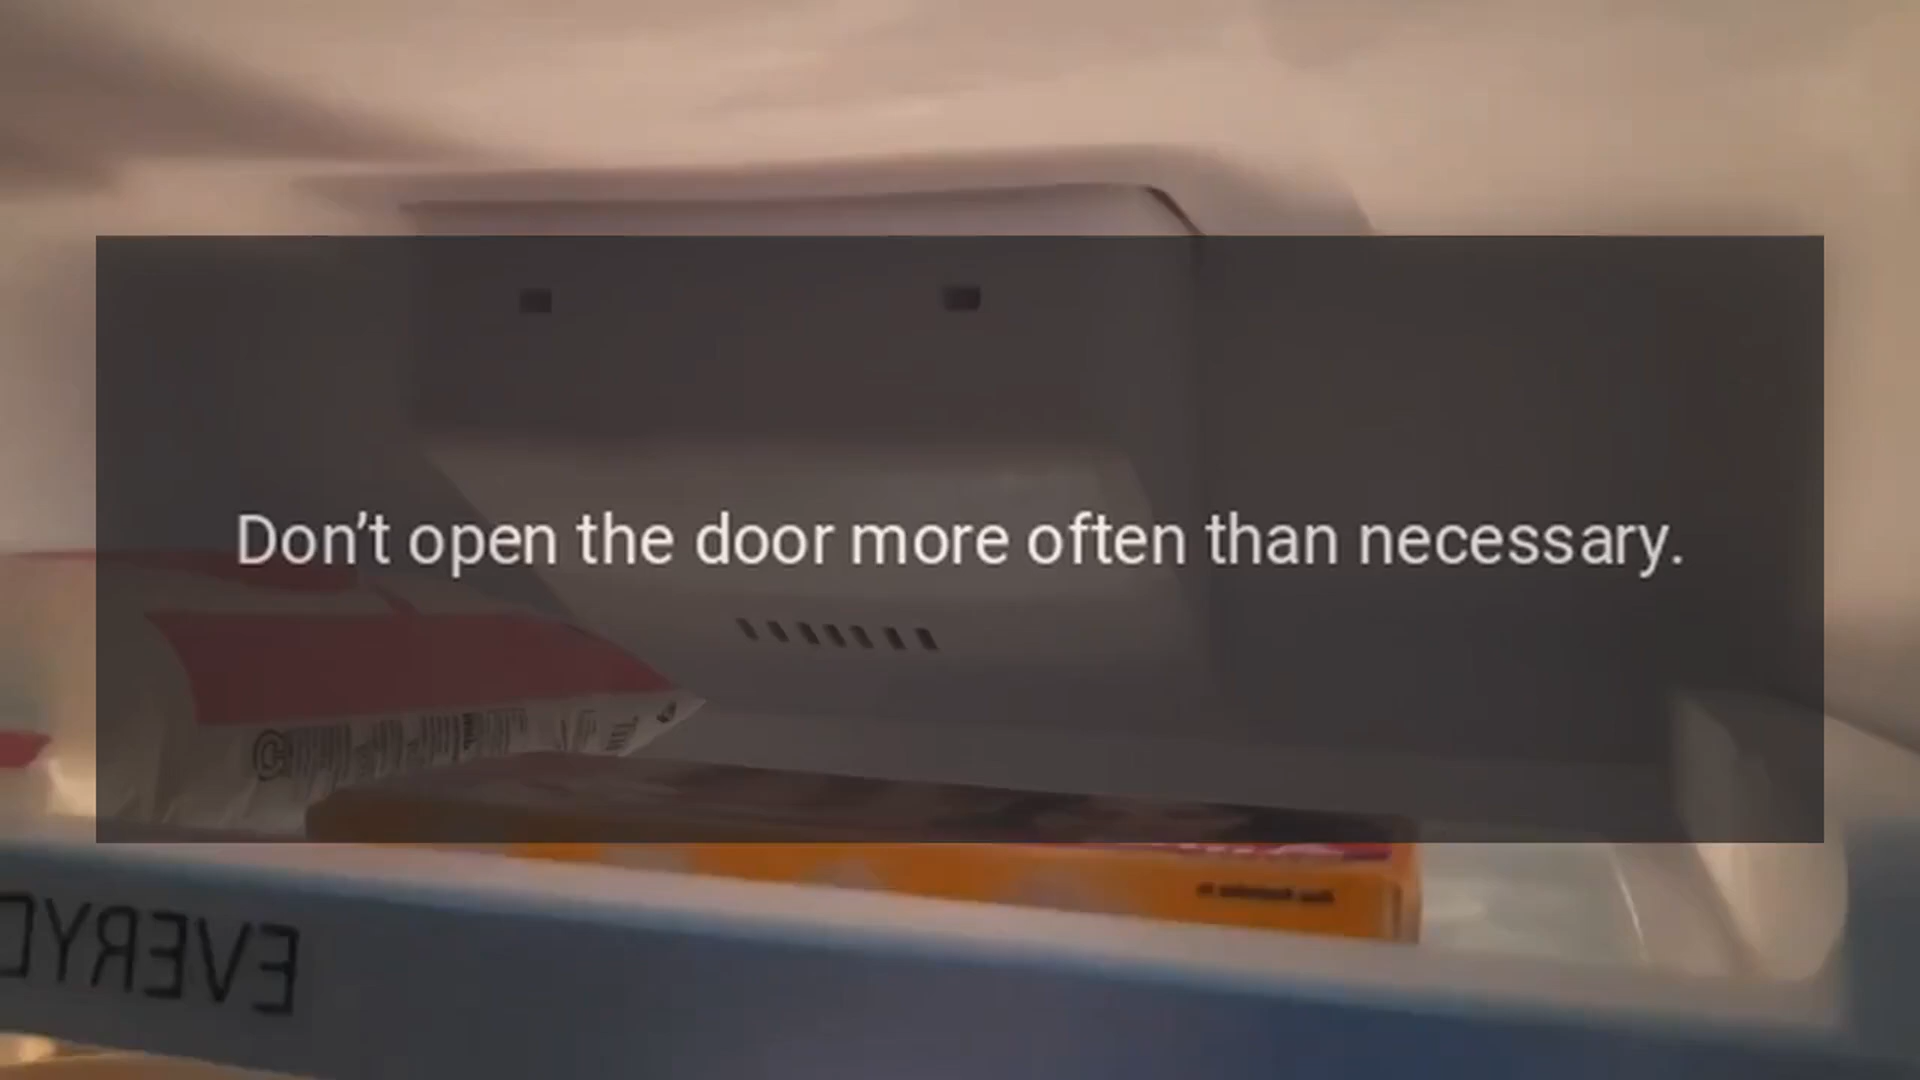 Don’t open the door more often than necessary.
EVERYD